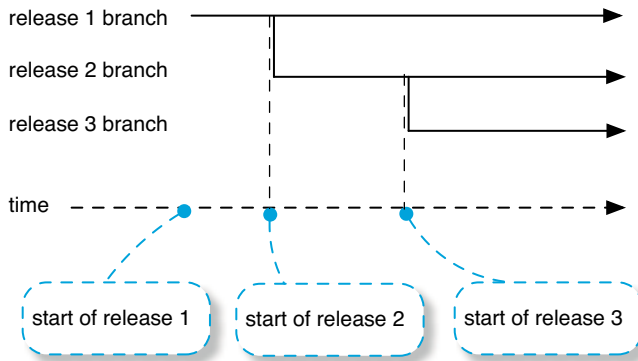 release 1 branch
release 2 branch
release 3 branch
time
start of release 1
start of release 2
start of release 3